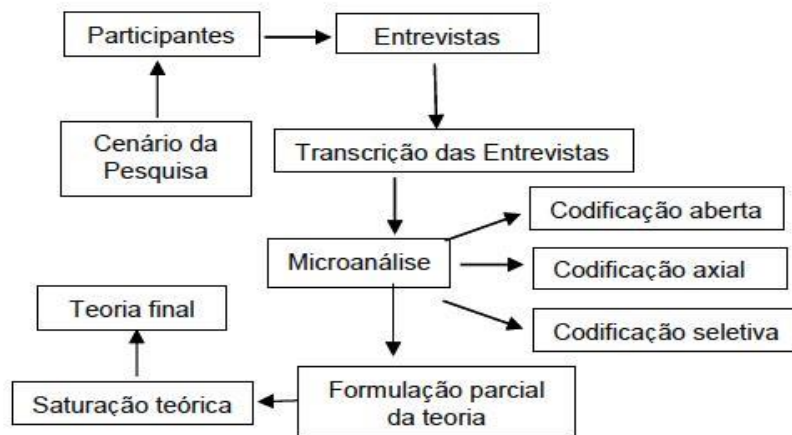 Participantes
Entrevistas
Cenário da
Pesquisa
Transcrição das Entrevistas
Codificação aberta
Microanálise
Codificação axial
Teoria final
Codificação seletiva
Formulação parcial
da teoria
Saturação teórica